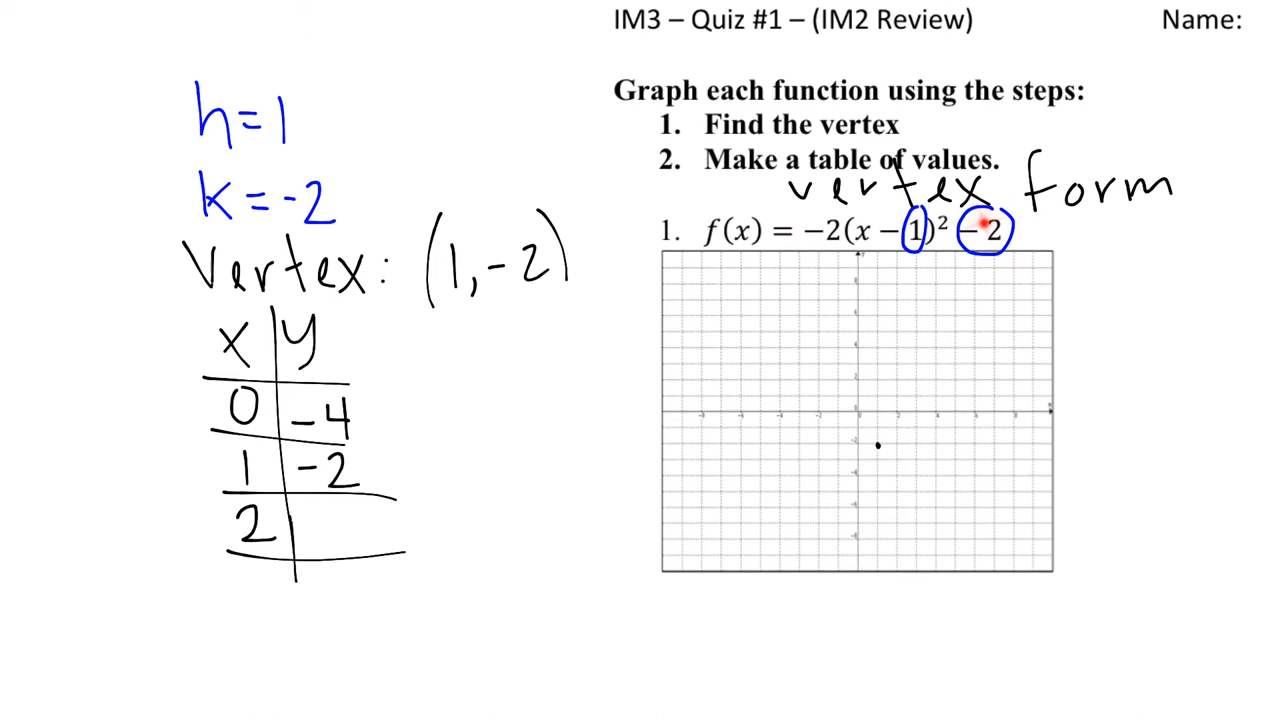 IM3 – Quiz #1 – (IM2 Review) Name:
h=1
k=-2
Vertex: (1,-2)
x y
0 -4
1 -2
2
Graph each function using the steps:
1. Find the vertex
2. Make a table of values.
vertex form
1. f(x) = −2(x − 1)² − 2